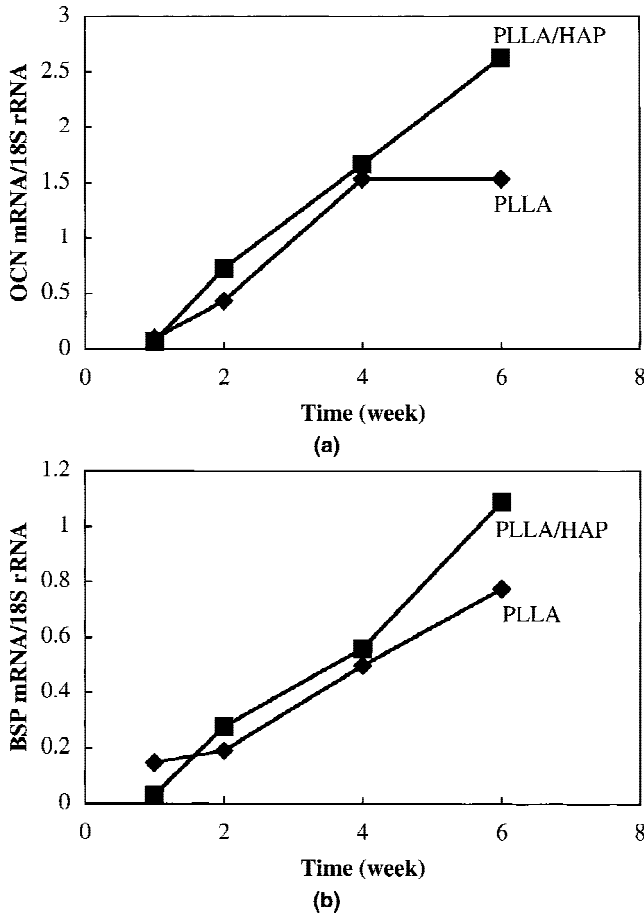 3
PLLA/HAP
2.5
2
1.5
PLLA
1
0.5
0
0 2 4 6 8
OCN mRNA/18S rRNA
Time (week)
(a)
1.2
1
PLLA/HAP
0.8
PLLA
0.6
0.4
0.2
0
0 2 4 6 8
BSP mRNA/18S rRNA
Time (week)
(b)